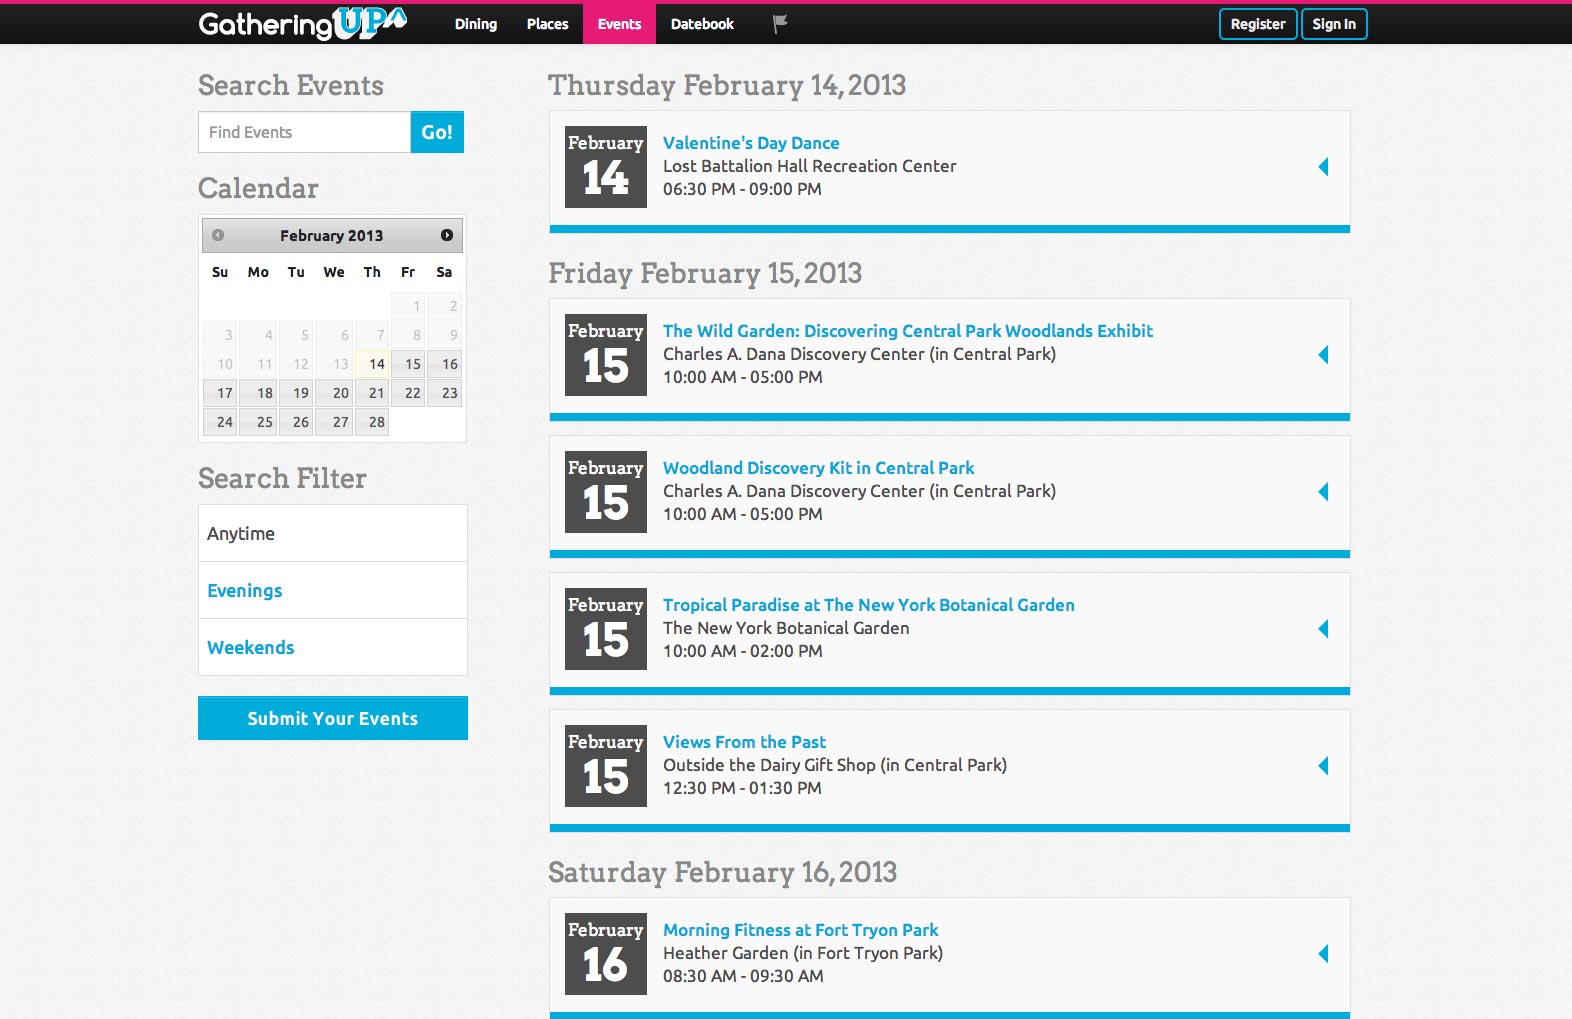 GatheringUP^
Dining Places Events Datebook
Register Sign In
Search Events
Find Events Go!
Calendar
February 2013
Su Mo Tu We Th Fr Sa
1 2
3 4 5 6 7 8 9
10 11 12 13 14 15 16
17 18 19 20 21 22 23
24 25 26 27 28
Search Filter
Anytime
Evenings
Weekends
Submit Your Events
Thursday February 14, 2013
February
14
Valentine's Day Dance
Lost Battalion Hall Recreation Center
06:30 PM - 09:00 PM
Friday February 15, 2013
February
15
The Wild Garden: Discovering Central Park Woodlands Exhibit
Charles A. Dana Discovery Center (in Central Park)
10:00 AM - 05:00 PM
February
15
Woodland Discovery Kit in Central Park
Charles A. Dana Discovery Center (in Central Park)
10:00 AM - 05:00 PM
February
15
Tropical Paradise at The New York Botanical Garden
The New York Botanical Garden
10:00 AM - 02:00 PM
February
15
Views From the Past
Outside the Dairy Gift Shop (in Central Park)
12:30 PM - 01:30 PM
Saturday February 16, 2013
February
16
Morning Fitness at Fort Tryon Park
Heather Garden (in Fort Tryon Park)
08:30 AM - 09:30 AM